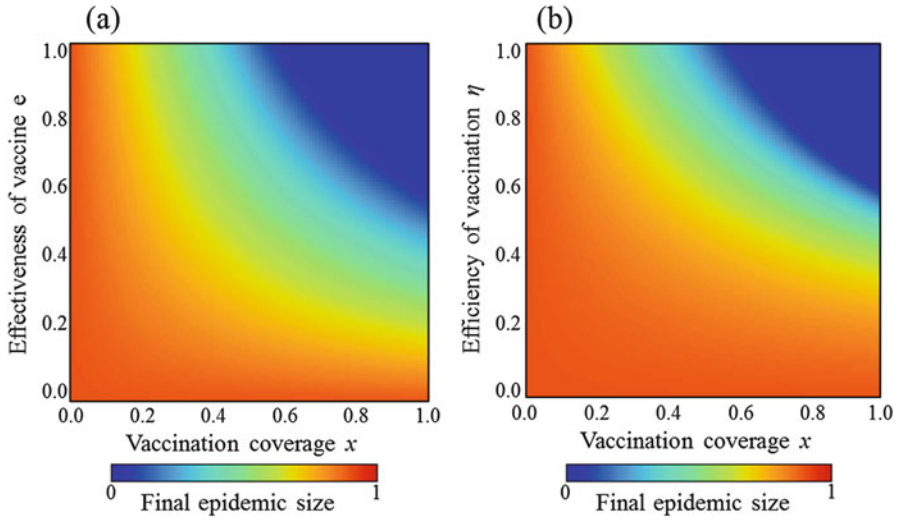 (a)
Effectiveness of vaccine e
1.0
0.8
0.6
0.4
0.2
0.0
0.0 0.2 0.4 0.6 0.8 1.0
Vaccination coverage x
0 1
Final epidemic size
(b)
Efficiency of vaccination η
1.0
0.8
0.6
0.4
0.2
0.0
0.0 0.2 0.4 0.6 0.8 1.0
Vaccination coverage x
0 1
Final epidemic size